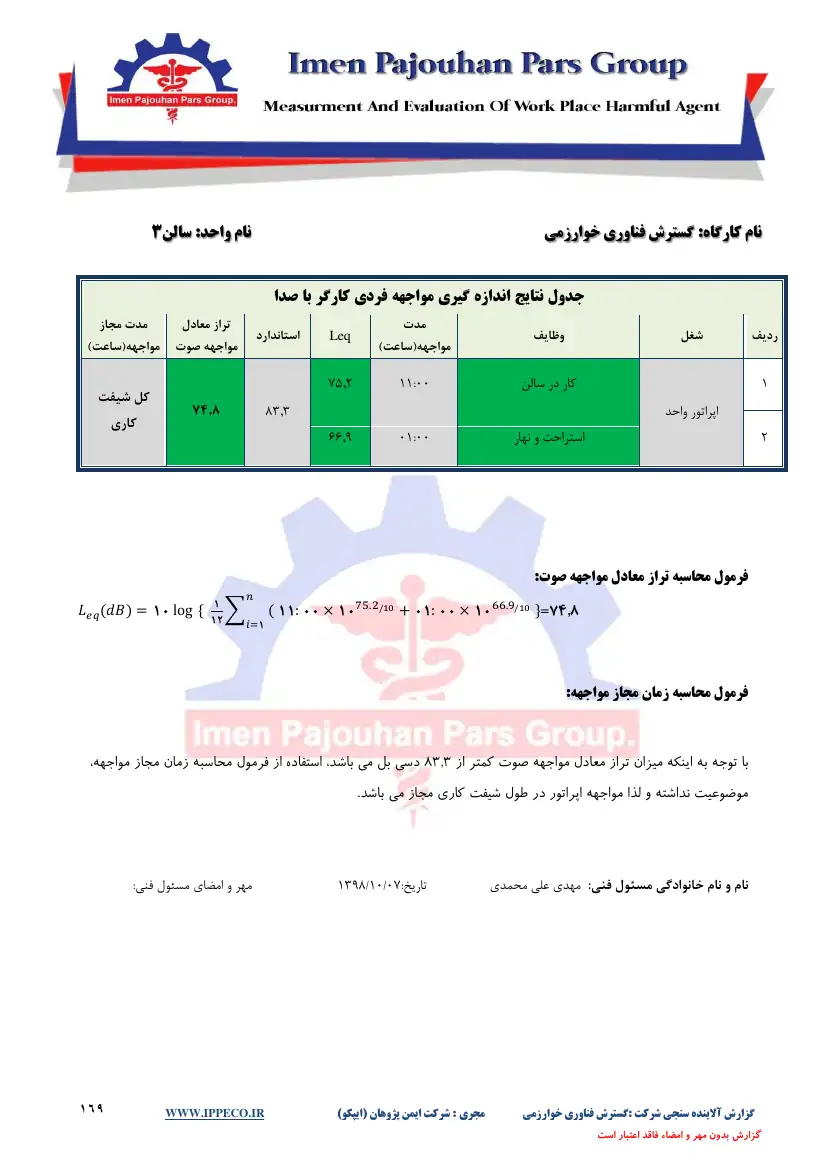 Imen Pajouhan Pars Group
Imen Pajouhan Pars Group.
Measurment And Evaluation Of Work Place Harmful Agent
نام کارگاه: گسترش فناوری خوارزمی نام واحد: سالن۳
جدول نتایج اندازه گیری مواجهه فردی کارگر با صدا
ردیف شغل وظایف مدت مواجهه(ساعت) Leq استاندارد تراز معادل مواجهه صوت مدت مجاز مواجهه(ساعت)
۱ اپراتور واحد کار در سالن ۱۱:۰۰ ۷۵,۲ ۸۳,۳ ۷۴,۸ کل شیفت کاری
۲ استراحت و نهار ۰۱:۰۰ ۶۶,۹
فرمول محاسبه تراز معادل مواجهه صوت:
L_eq(dB) = ۱۰ log { ۱/۱۲ ∑_{i=۱}^{n} ( ۱۱: ۰۰ × ۱۰^{75.2/10} + ۰۱: ۰۰ × ۱۰^{66.9/10} }=۷۴,۸
فرمول محاسبه زمان مجاز مواجهه:
Imen Pajouhan Pars Group.
با توجه به اینکه میزان تراز معادل مواجهه صوت کمتر از ۸۳,۳ دسی بل می باشد، استفاده از فرمول محاسبه زمان مجاز مواجهه،
موضوعیت نداشته و لذا مواجهه اپراتور در طول شیفت کاری مجاز می باشد.
نام و نام خانوادگی مسئول فنی: مهدی علی محمدی تاریخ:۱۳۹۸/۱۰/۰۷ مهر و امضای مسئول فنی:
گزارش آلاینده سنجی شرکت :گسترش فناوری خوارزمی مجری : شرکت ایمن پژوهان (ایپکو) WWW.IPPECO.IR ۱۶۹
گزارش بدون مهر و امضاء فاقد اعتبار است